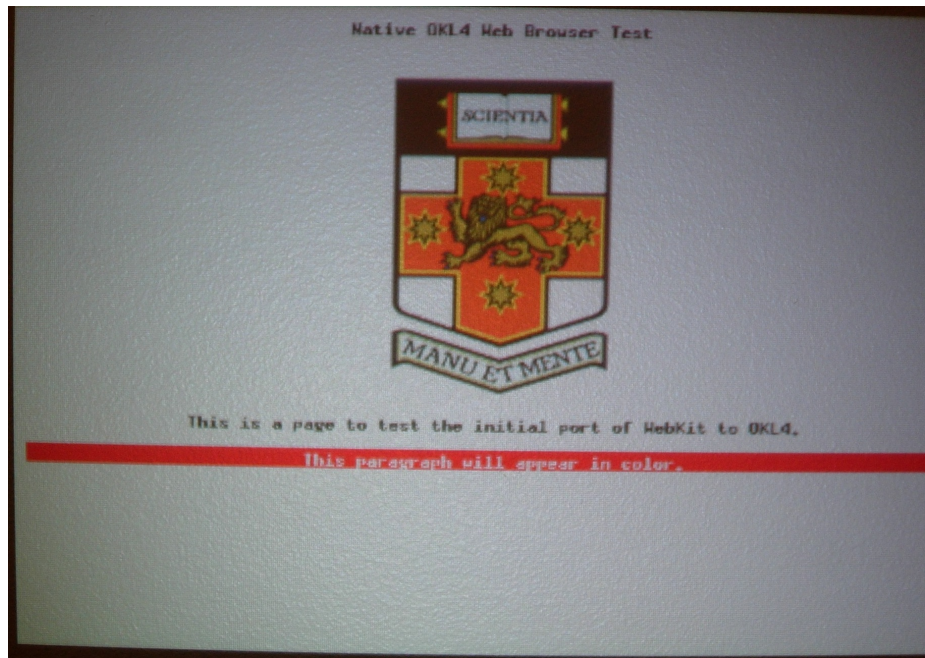 Native OKL4 Web Browser Test
SCIENTIA
MANU ET MENTE
This is a page to test the initial port of WebKit to OKL4.
This paragraph will appear in color.